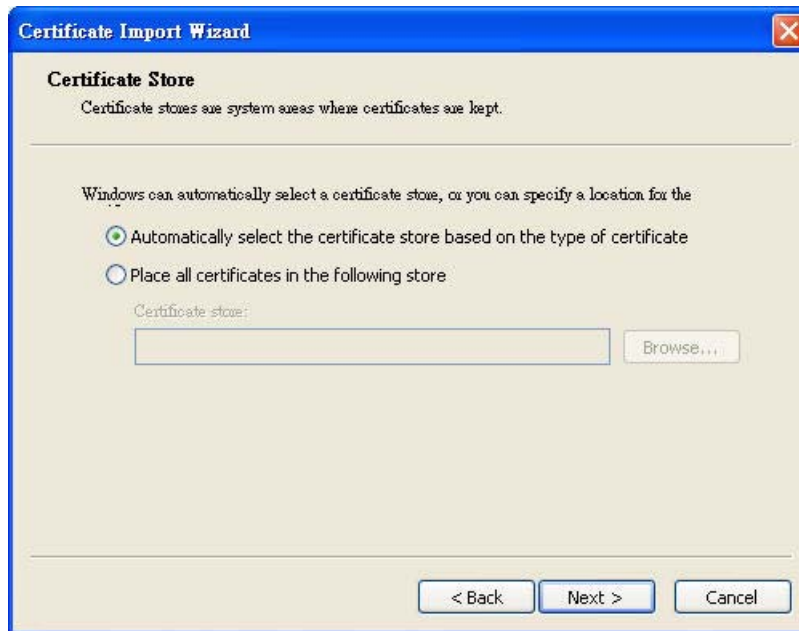 Certificate Import Wizard
Certificate Store
Certificate stores are system areas where certificates are kept.
Windows can automatically select a certificate store, or you can specify a location for the
Automatically select the certificate store based on the type of certificate
Place all certificates in the following store
Certificate store:
Browse...
< Back Next > Cancel